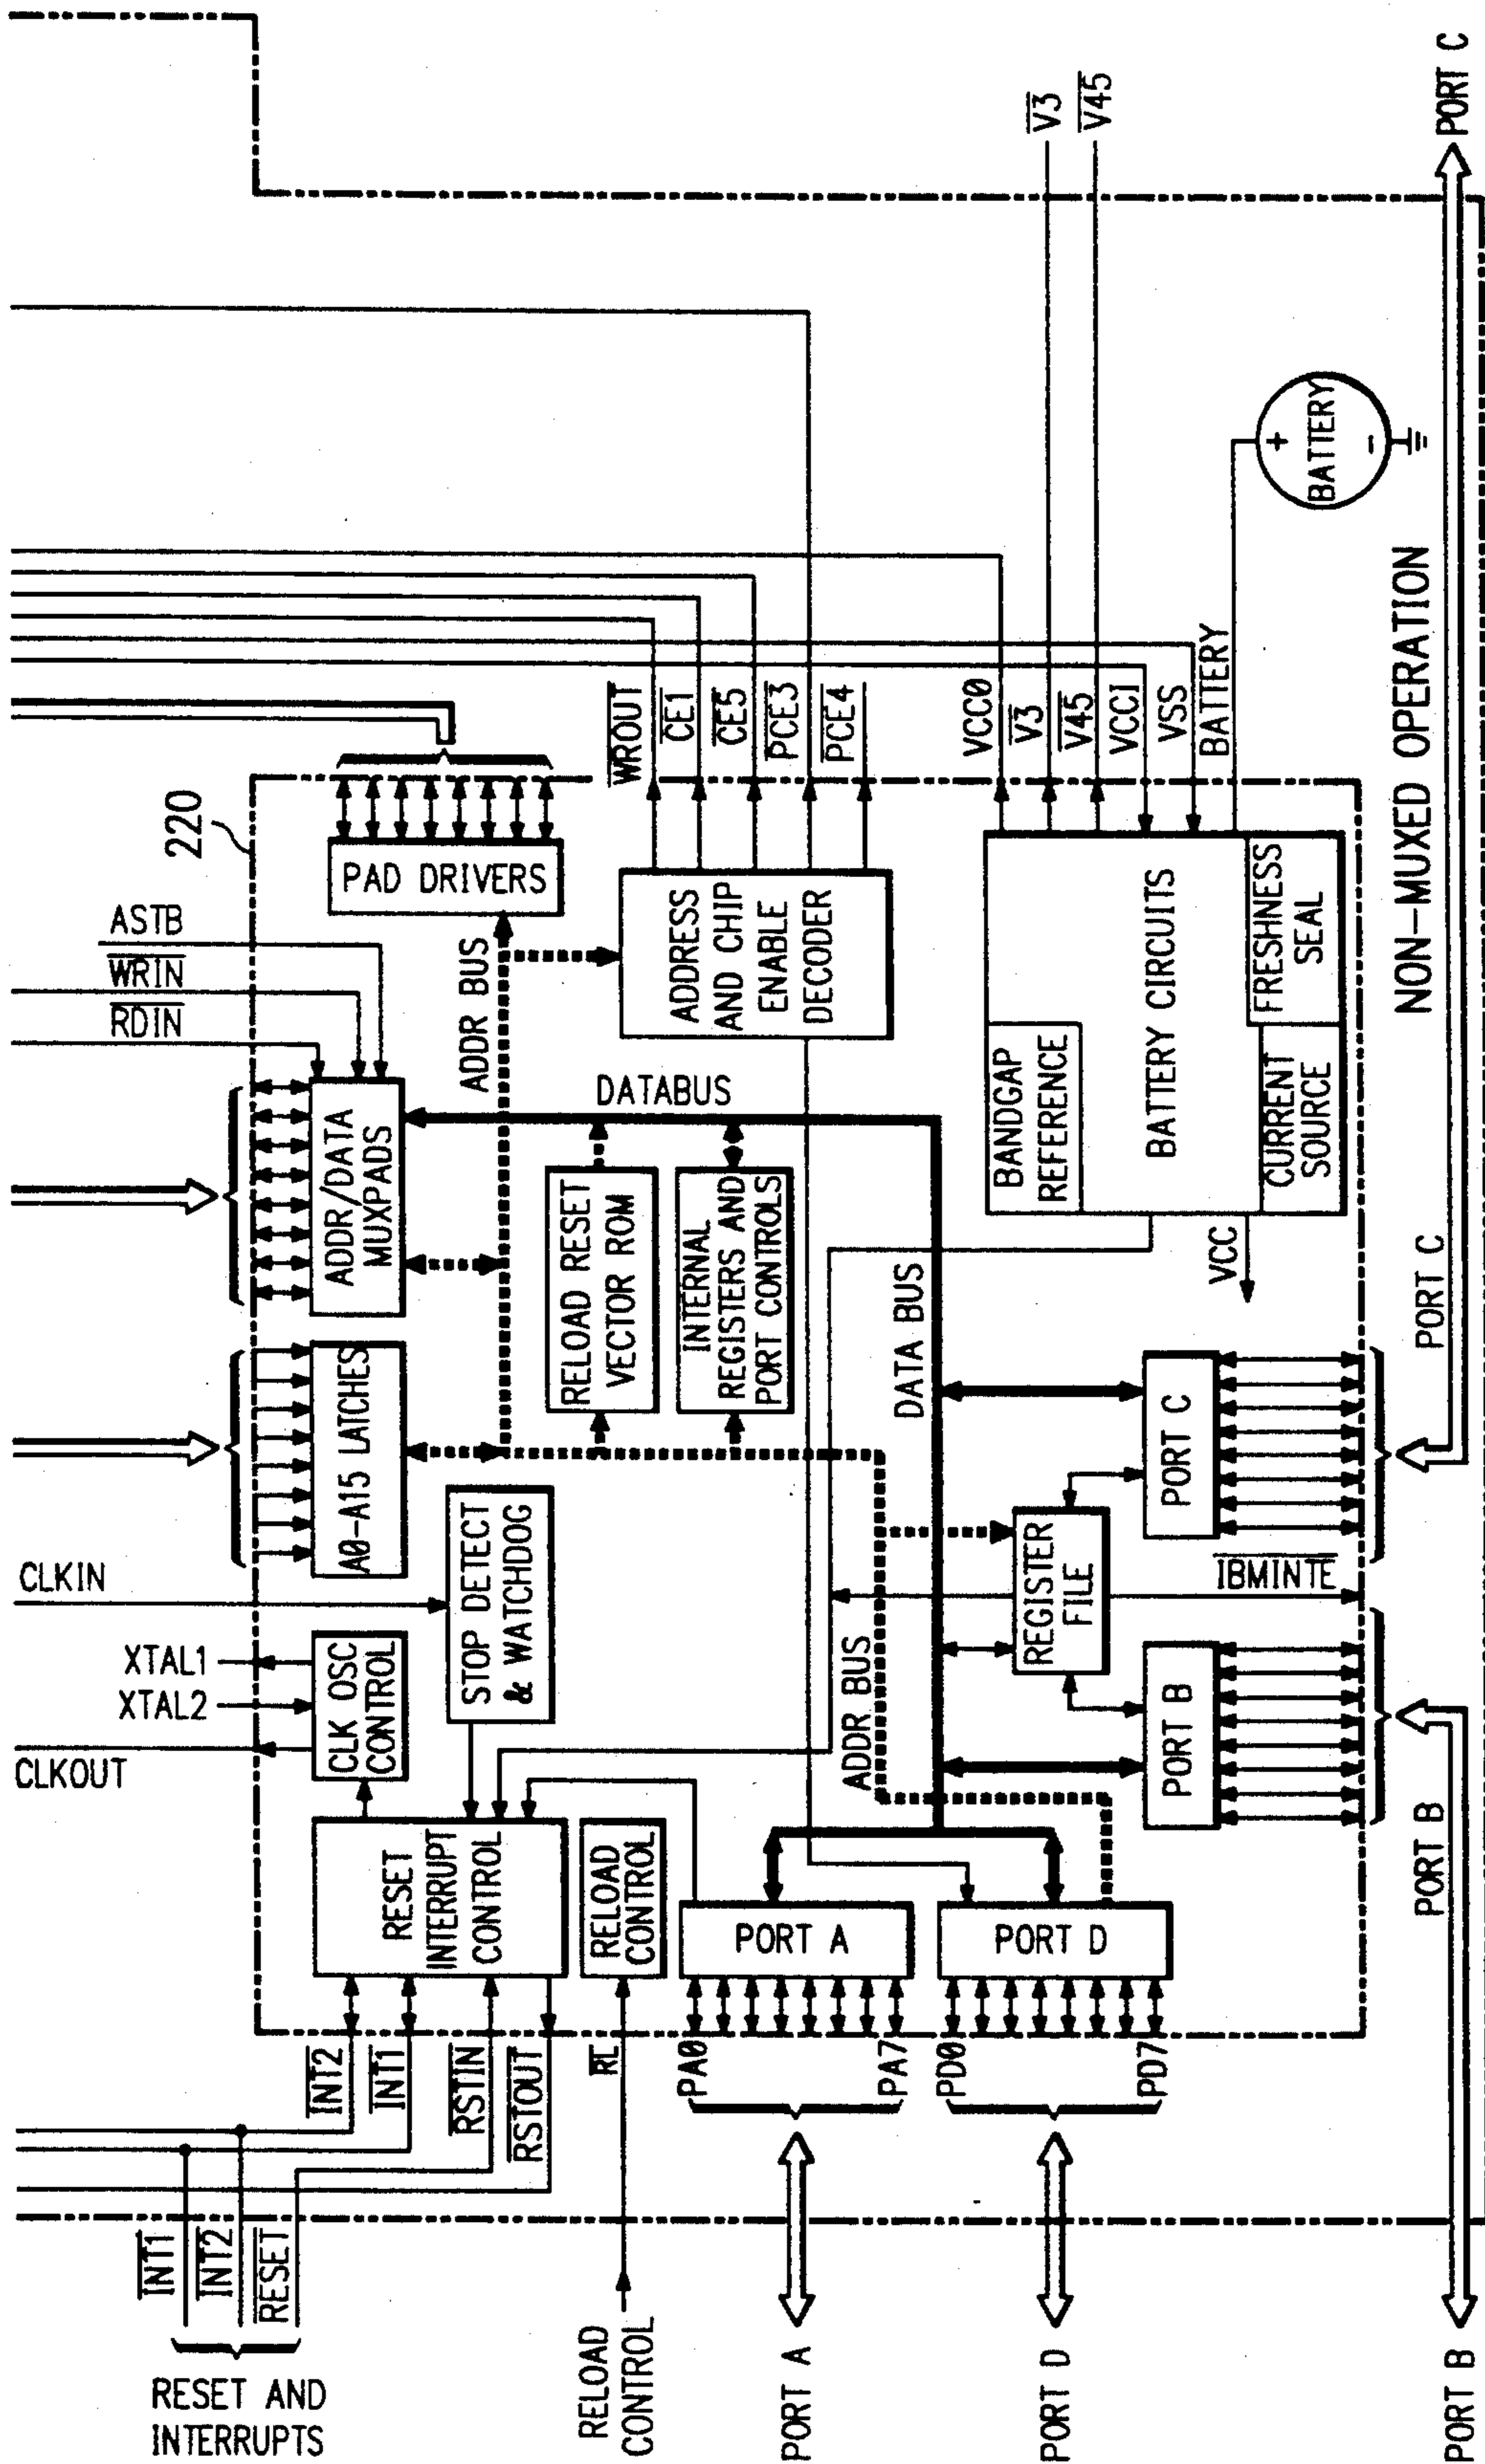 220
ASTB
WRIN
RDIN
CLKIN
XTAL1
XTAL2
CLKOUT
PAD DRIVERS
ADDR/DATA
MUXPADS
A0-A15 LATCHES
CLK OSC
CONTROL
STOP DETECT
& WATCHDOG
RESET
INTERRUPT
CONTROL
INT2
INT1
RSTIN
RSTOUT
RL
INT1
INT2
RESET
RESET AND
INTERRUPTS
ADDR BUS
DATABUS
RELOAD RESET
VECTOR ROM
INTERNAL
REGISTERS AND
PORT CONTROLS
ADDRESS
AND CHIP
ENABLE
DECODER
WROUT
CE1
CE5
PCE3
PCE4
RELOAD
CONTROL
RELOAD
CONTROL
PORT A
PA0
PA7
PORT A
PORT D
PD0
PD7
PORT D
DATA BUS
ADDR BUS
REGISTER
FILE
IBMINTE
PORT C
PORT B
PORT C
PORT B
BANDGAP
REFERENCE
BATTERY CIRCUITS
CURRENT
SOURCE
FRESHNESS
SEAL
VCC
VCC0
V3
V45
VCCI
VSS
BATTERY
V3
V45
+
BATTERY
-
NON-MUXED OPERATION
PORT C
PORT B